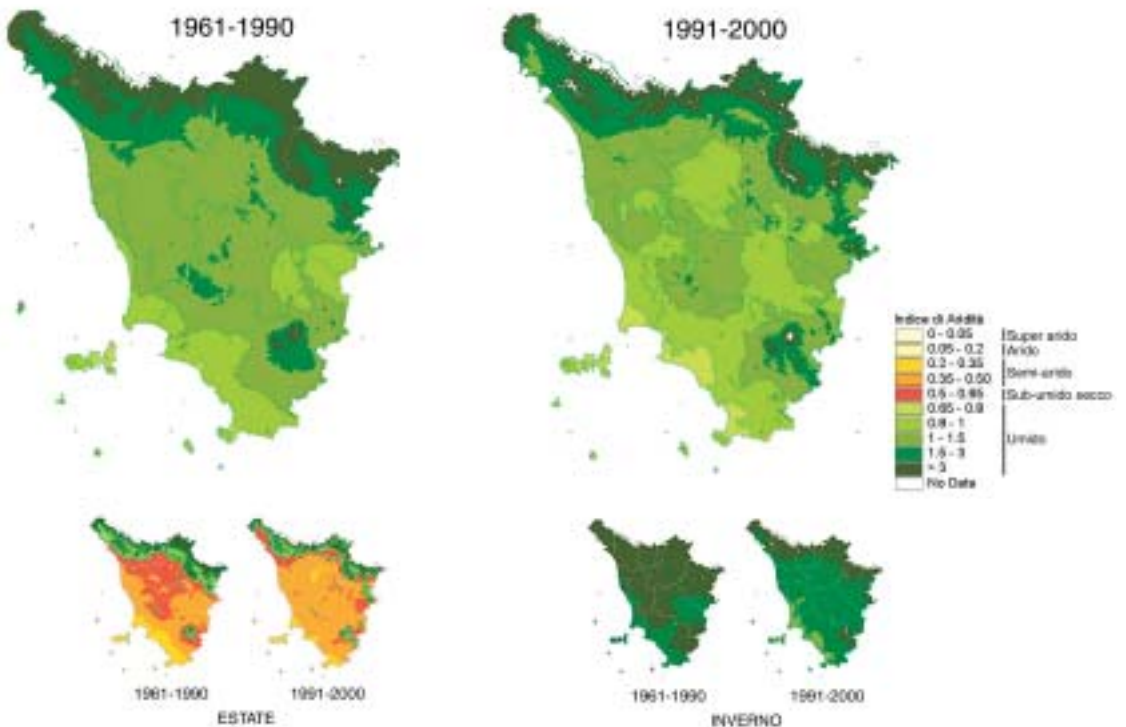 1961-1990
1991-2000
Indice di Aridità
0 - 0.05
Super arido
0.05 - 0.2
Arido
0.2 - 0.35
Semi-arido
0.35 - 0.50
0.5 - 0.65
Sub-umido secco
0.65 - 0.8
0.8 - 1
1 - 1.5
Umido
1.5 - 3
> 3
No Data
1961-1990
1991-2000
ESTATE
1961-1990
1991-2000
INVERNO